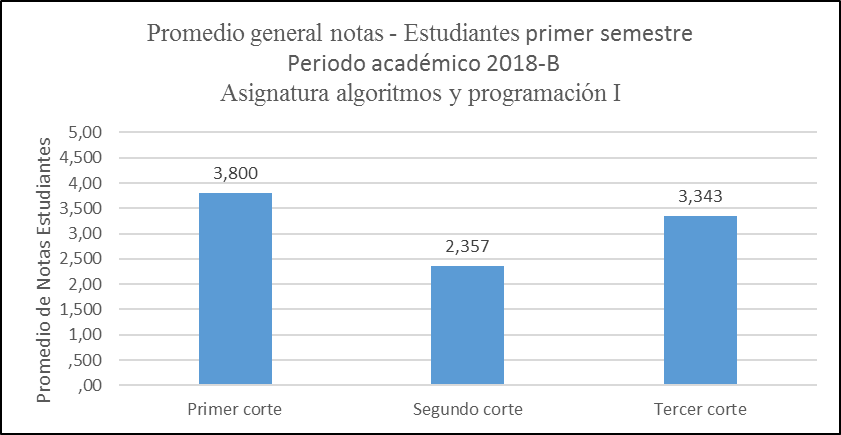 Promedio general notas - Estudiantes primer semestre
Periodo académico 2018-B
Asignatura algoritmos y programación I
Promedio de Notas Estudiantes
5,00
4,500
4,00
3,500
3,00
2,500
2,00
1,500
1,00
,500
,00
3,800
2,357
3,343
Primer corte
Segundo corte
Tercer corte